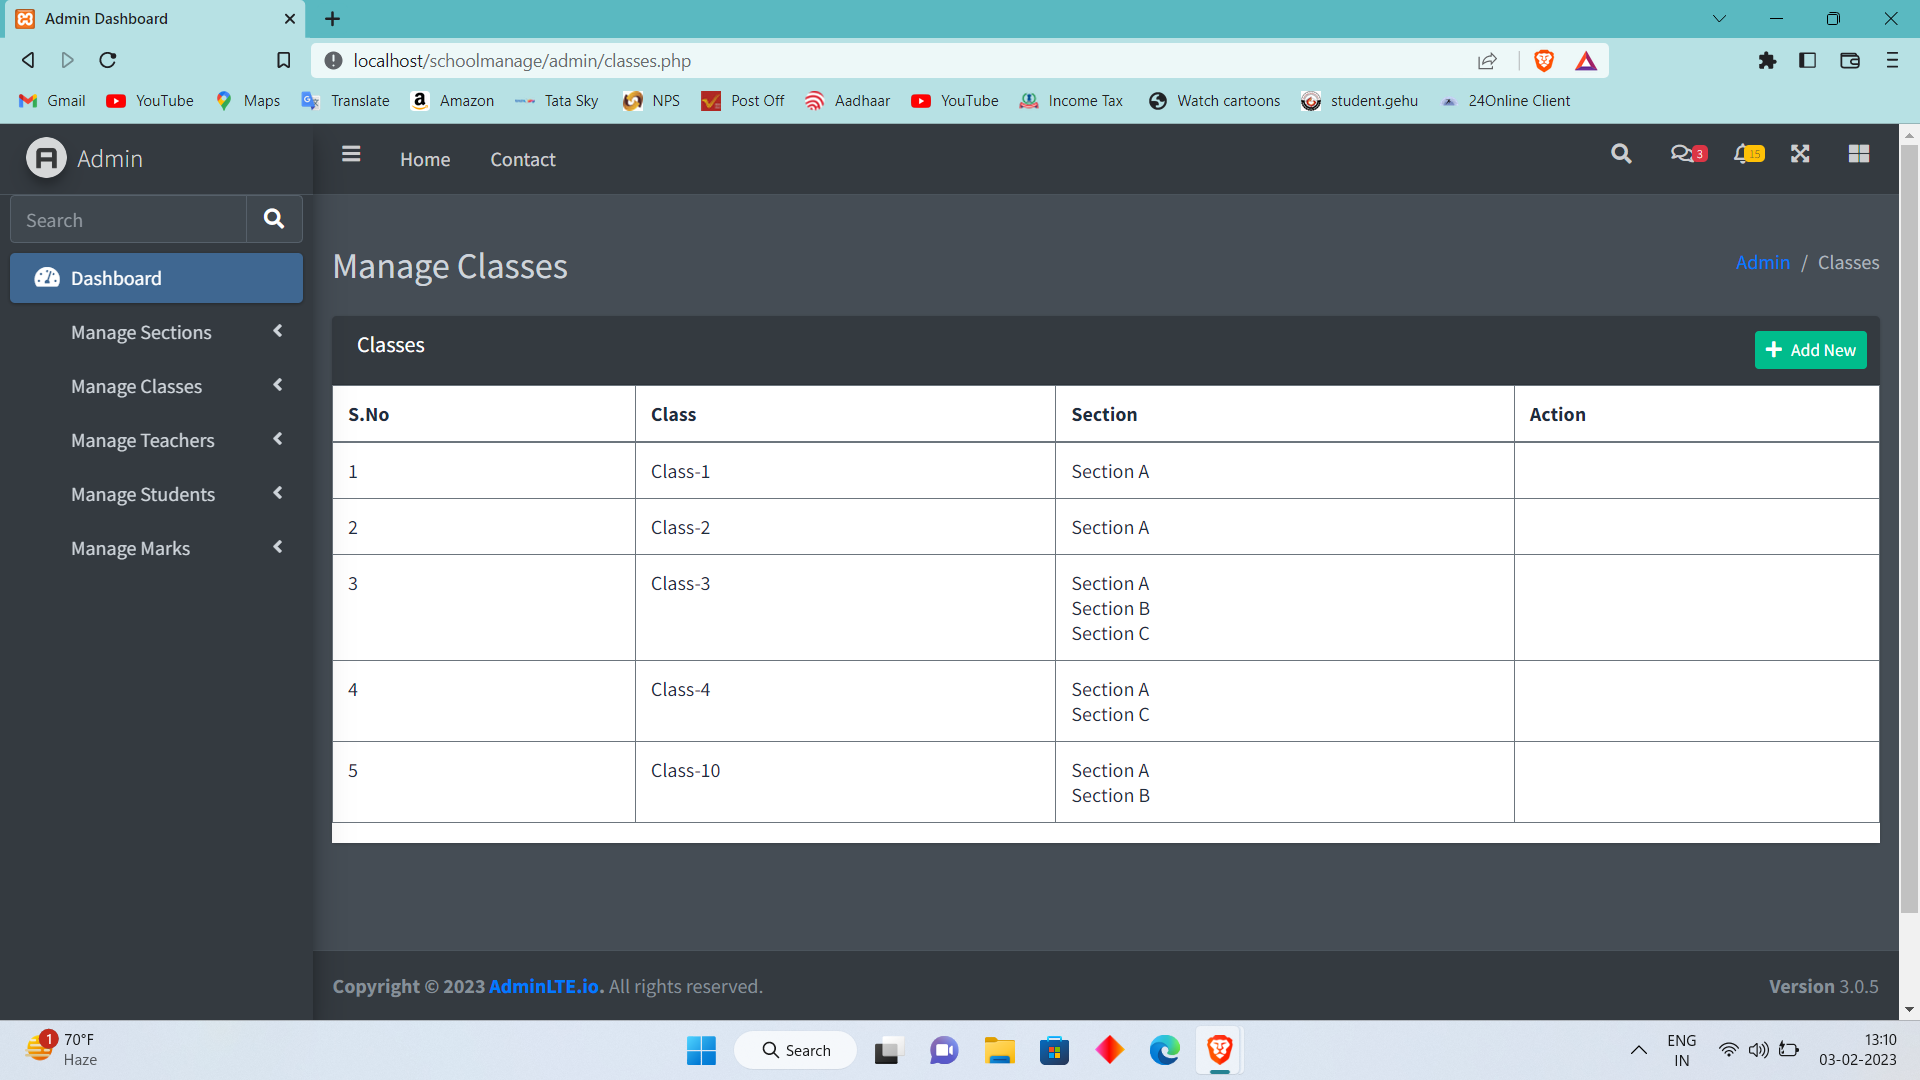 Admin Dashboard
localhost/schoolmanage/admin/classes.php
Gmail YouTube Maps Translate Amazon Tata Sky NPS Post Off Aadhaar YouTube Income Tax Watch cartoons student.gehu 24Online Client
Admin
Home Contact
3 15
Search
Dashboard
Manage Sections
Manage Classes
Manage Teachers
Manage Students
Manage Marks
Manage Classes
Admin / Classes
Classes
Add New
S.No Class Section Action
1 Class-1 Section A
2 Class-2 Section A
3 Class-3 Section A
Section B
Section C
4 Class-4 Section A
Section C
5 Class-10 Section A
Section B
Copyright © 2023 AdminLTE.io. All rights reserved.
Version 3.0.5
1
70°F
Haze
Search
ENG
IN
13:10
03-02-2023